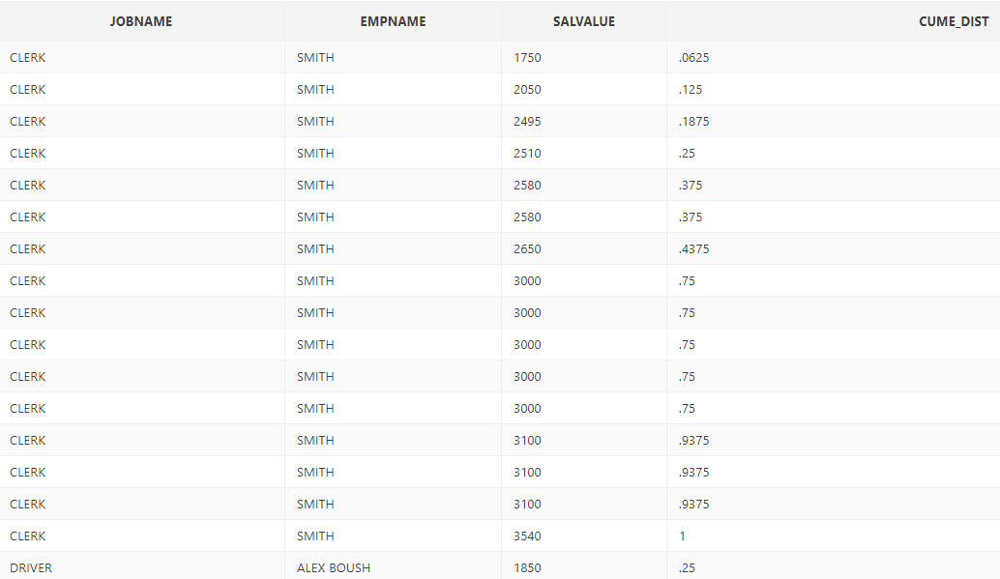 JOBNAME EMPNAME SALVALUE CUME_DIST
CLERK SMITH 1750 .0625
CLERK SMITH 2050 .125
CLERK SMITH 2495 .1875
CLERK SMITH 2510 .25
CLERK SMITH 2580 .375
CLERK SMITH 2580 .375
CLERK SMITH 2650 .4375
CLERK SMITH 3000 .75
CLERK SMITH 3000 .75
CLERK SMITH 3000 .75
CLERK SMITH 3000 .75
CLERK SMITH 3000 .75
CLERK SMITH 3100 .9375
CLERK SMITH 3100 .9375
CLERK SMITH 3100 .9375
CLERK SMITH 3540 1
DRIVER ALEX BOUSH 1850 .25